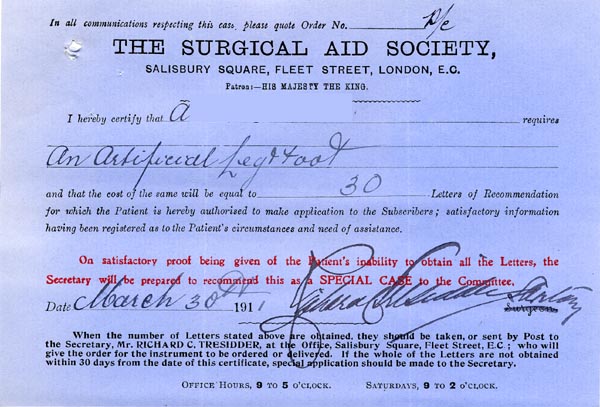 In all communications respecting this case, please quote Order No.
THE SURGICAL AID SOCIETY,
SALISBURY SQUARE, FLEET STREET, LONDON, E.C.
Patron:—HIS MAJESTY THE KING.
I hereby certify that A requires
An Artificial Leg & foot
and that the cost of the same will be equal to 30 Letters of Recommendation
for which the Patient is hereby authorised to make application to the Subscribers; satisfactory information
having been registered as to the Patient's circumstances and need of assistance.
On satisfactory proof being given of the Patient's inability to obtain all the Letters, the
Secretary will be prepared to recommend this as a SPECIAL CASE to the Committee.
Date March 30th 1911 Richard C Tresidder Secretary
Surgeon.
When the number of Letters stated above are obtained, they should be taken, or sent by Post to
the Secretary, Mr. RICHARD C. TRESIDDER, at the Office, Salisbury Square, Fleet Street, E.C; who will
give the order for the instrument to be ordered or delivered. If the whole of the Letters are not obtained
within 30 days from the date of this certificate, special application should be made to the Secretary.
OFFICE HOURS, 9 TO 5 O'CLOCK. SATURDAYS, 9 TO 2 O'CLOCK.